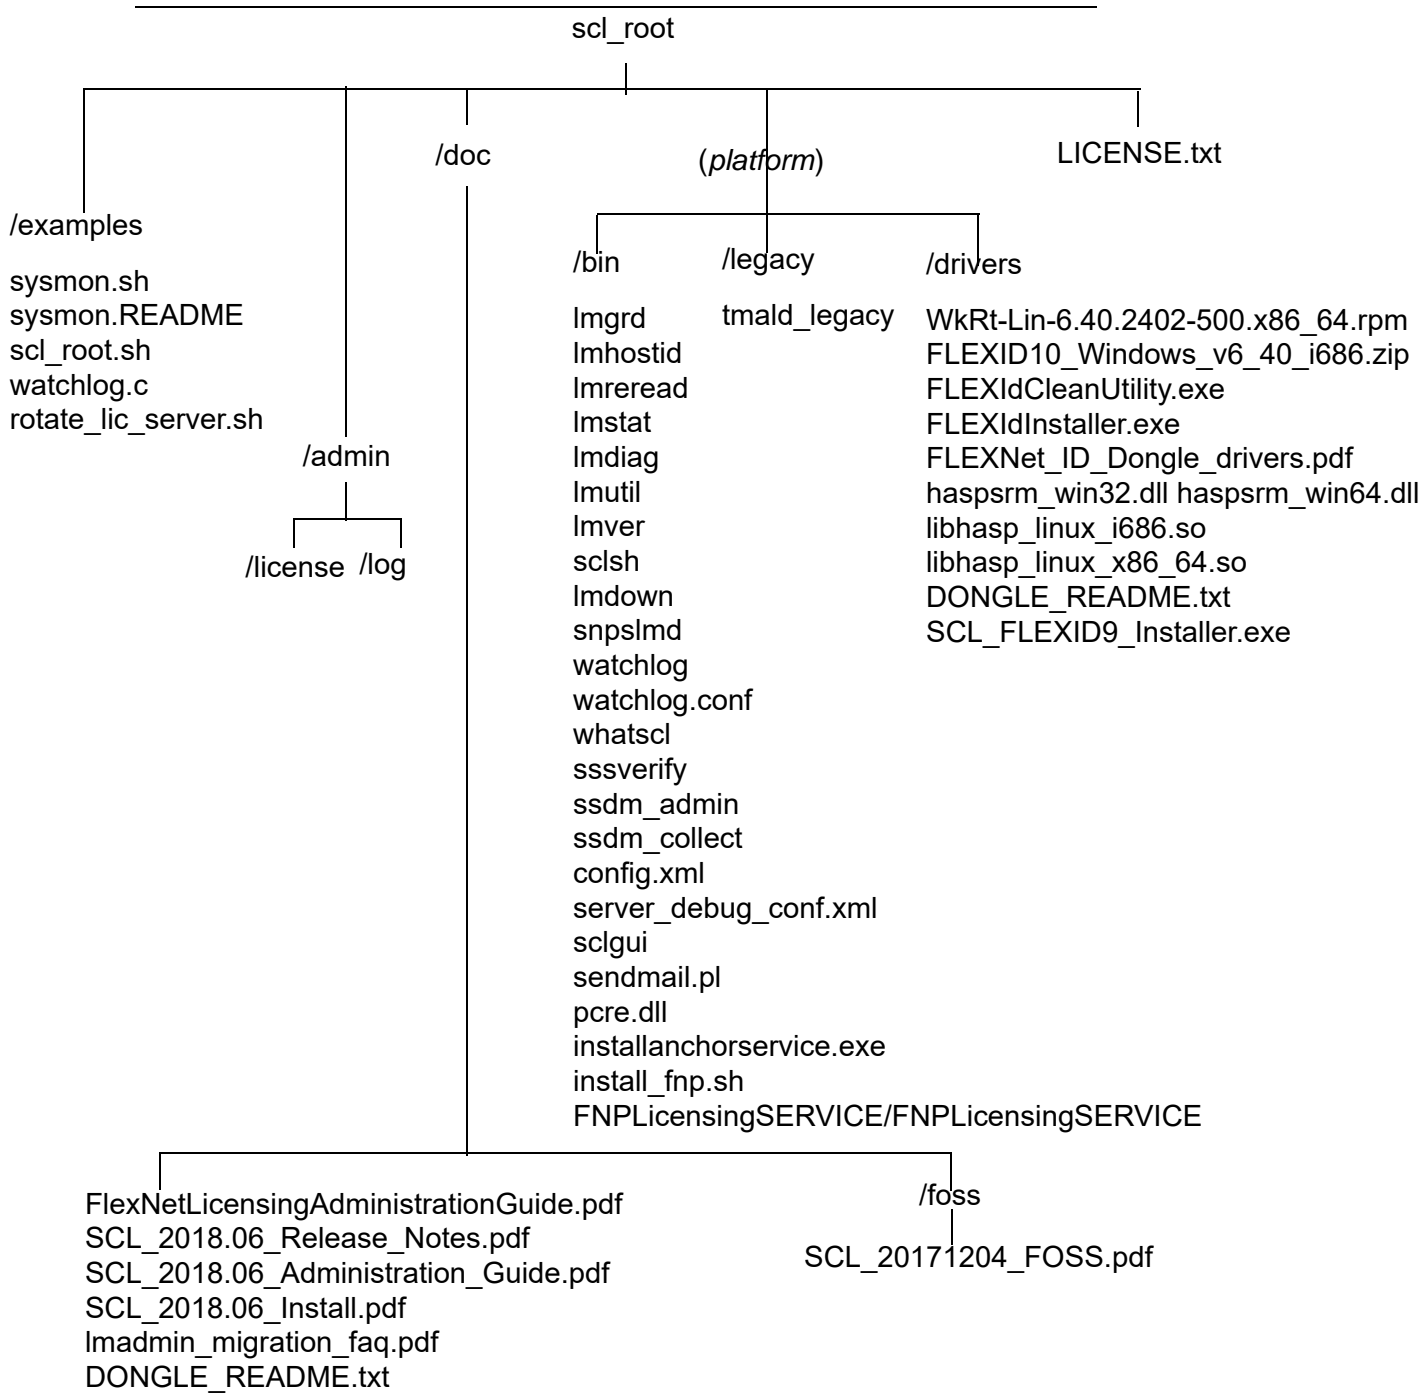 scl_root
/doc
(platform)
LICENSE.txt
/examples
sysmon.sh
sysmon.README
scl_root.sh
watchlog.c
rotate_lic_server.sh
/admin
/license
/log
/bin
lmgrd
lmhostid
lmreread
lmstat
lmdiag
lmutil
lmver
sclsh
lmdown
snpslmd
watchlog
watchlog.conf
whatscl
sssverify
ssdm_admin
ssdm_collect
config.xml
server_debug_conf.xml
sclgui
sendmail.pl
pcre.dll
installanchorservice.exe
install_fnp.sh
FNPLicensingSERVICE/FNPLicensingSERVICE
/legacy
tmald_legacy
/drivers
WkRt-Lin-6.40.2402-500.x86_64.rpm
FLEXID10_Windows_v6_40_i686.zip
FLEXIdCleanUtility.exe
FLEXIdInstaller.exe
FLEXNet_ID_Dongle_drivers.pdf
haspsrm_win32.dll haspsrm_win64.dll
libhasp_linux_i686.so
libhasp_linux_x86_64.so
DONGLE_README.txt
SCL_FLEXID9_Installer.exe
FlexNetLicensingAdministrationGuide.pdf
SCL_2018.06_Release_Notes.pdf
SCL_2018.06_Administration_Guide.pdf
SCL_2018.06_Install.pdf
lmadmin_migration_faq.pdf
DONGLE_README.txt
/foss
SCL_20171204_FOSS.pdf